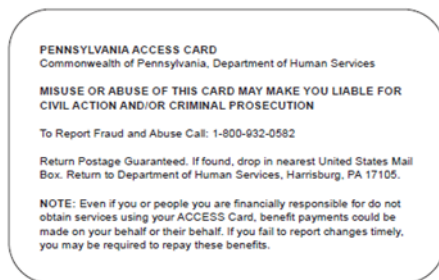 PENNSYLVANIA ACCESS CARD
Commonwealth of Pennsylvania, Department of Human Services
MISUSE OR ABUSE OF THIS CARD MAY MAKE YOU LIABLE FOR
CIVIL ACTION AND/OR CRIMINAL PROSECUTION
To Report Fraud and Abuse Call: 1-800-932-0582
Return Postage Guaranteed. If found, drop in nearest United States Mail
Box. Return to Department of Human Services, Harrisburg, PA 17105.
NOTE: Even if you or people you are financially responsible for do not
obtain services using your ACCESS Card, benefit payments could be
made on your behalf or their behalf. If you fail to report changes timely,
you may be required to repay these benefits.